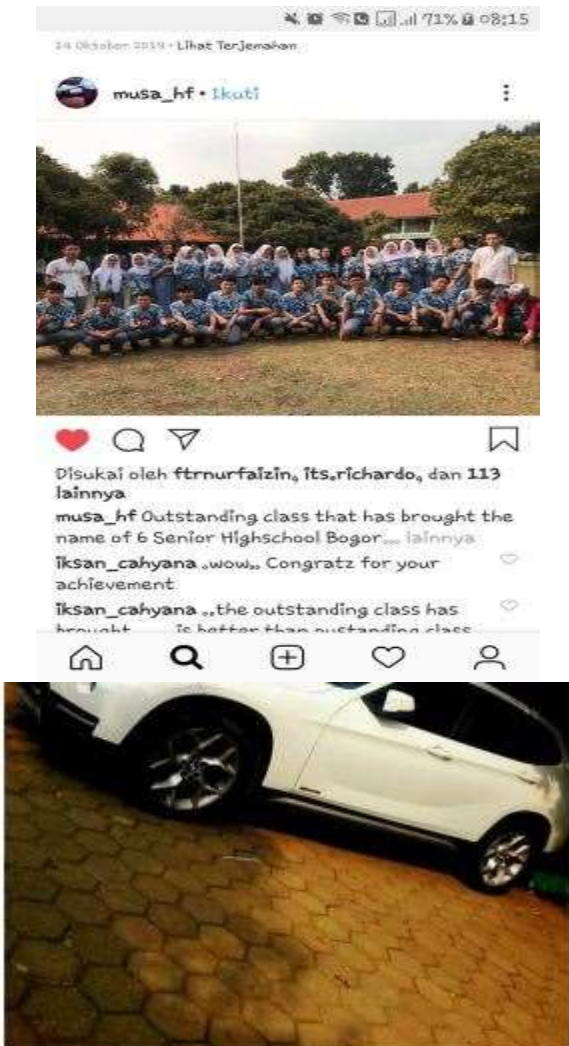 71% 08:15
14 Oktober 2019 • Lihat Terjemahan
musa_hf • Ikuti
Disukai oleh ftrnurfaizin, its.richardo, dan 113
lainnya
musa_hf Outstanding class that has brought the
name of 6 Senior Highschool Bogor... lainnya
iksan_cahyana .wow,, Congratz for your
achievement
iksan_cahyana ,,the outstanding class has
brought ..... is better than oustanding class